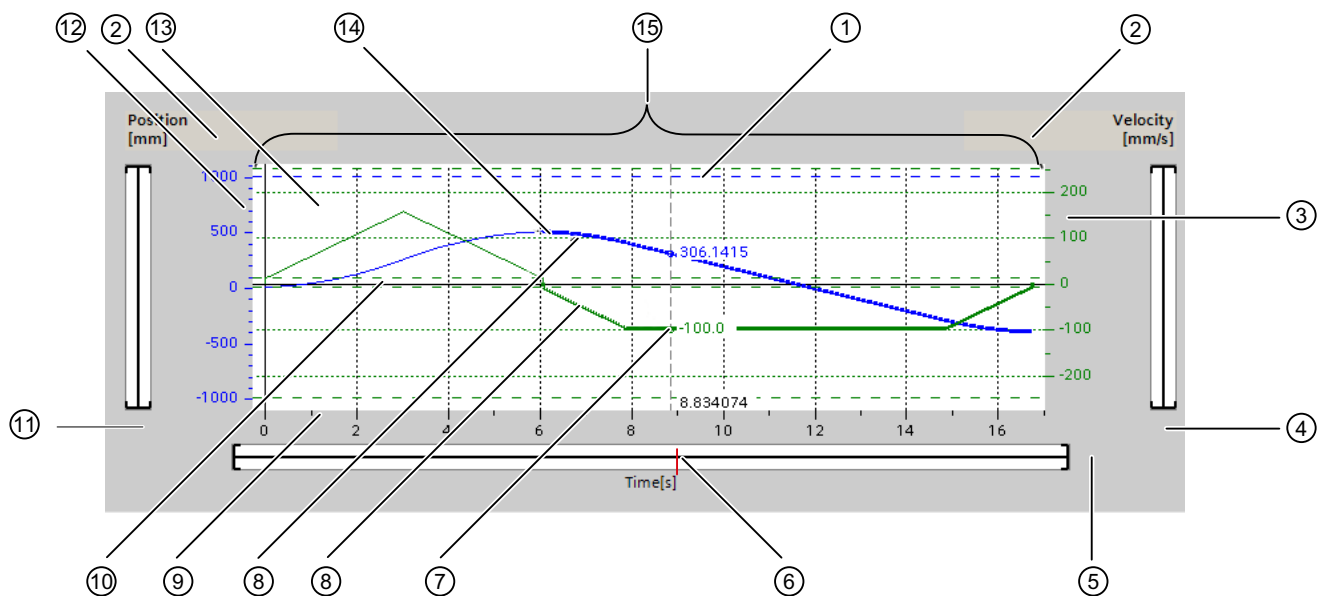 ⑫ ② ⑬ ⑭ ⑮ ① ②
Position
[mm]
Velocity
[mm/s]
1000
500
0
-500
-1000
200
100
0
-100
-200
③
306.1415
-100.0
8.834074
0 2 4 6 8 10 12 14 16
Time[s]
⑪
④
⑩ ⑨ ⑧ ⑧ ⑦ ⑥ ⑤